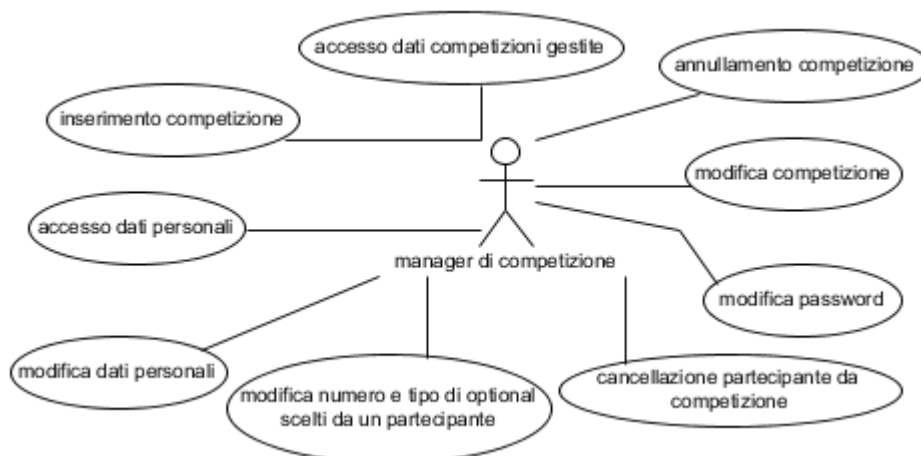 accesso dati competizioni gestite
annullamento competizione
inserimento competizione
modifica competizione
accesso dati personali
manager di competizione
modifica password
modifica dati personali
modifica numero e tipo di optional
scelti da un partecipante
cancellazione partecipante da
competizione